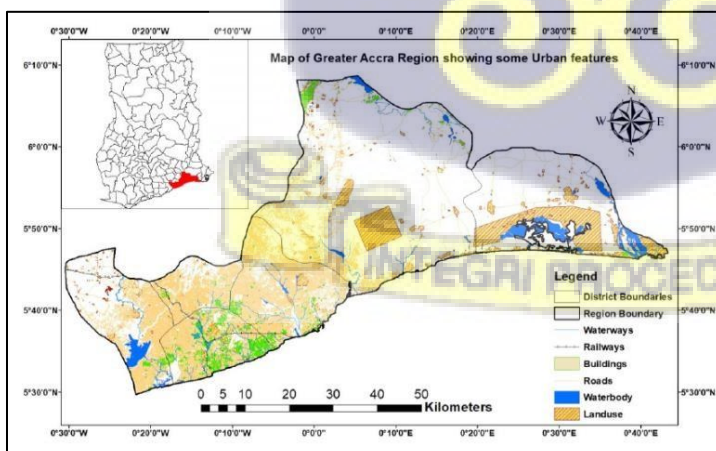 0°30'0"W 0°20'0"W 0°10'0"W 0°0'0" 0°10'0"E 0°20'0"E 0°30'0"E 0°40'0"E
Map of Greater Accra Region showing some Urban features
6°10'0"N 6°10'0"N
6°0'0"N 6°0'0"N
5°50'0"N 5°50'0"N
5°40'0"N 5°40'0"N
5°30'0"N 5°30'0"N
N
W E
S
INTEGRI PROCED
Legend
District Boundaries
Region Boundary
Waterways
Railways
Buildings
Roads
Waterbody
Landuse
0 5 10 20 30 40 50
Kilometers
0°30'0"W 0°20'0"W 0°10'0"W 0°0'0" 0°10'0"E 0°20'0"E 0°30'0"E 0°40'0"E